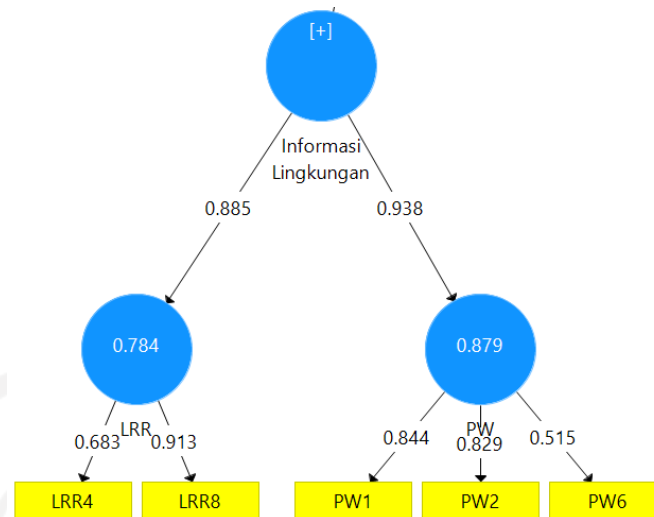 [+]
Informasi
Lingkungan
0.885 0.938
0.784 0.879
LRR PW
0.683 0.913 0.844 0.829 0.515
LRR4 LRR8 PW1 PW2 PW6